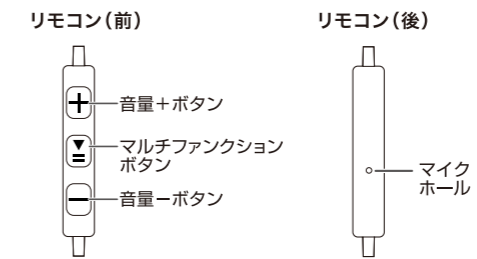 リモコン（前）
音量＋ボタン
マルチファンクション
ボタン
音量－ボタン
リモコン（後）
マイク
ホール